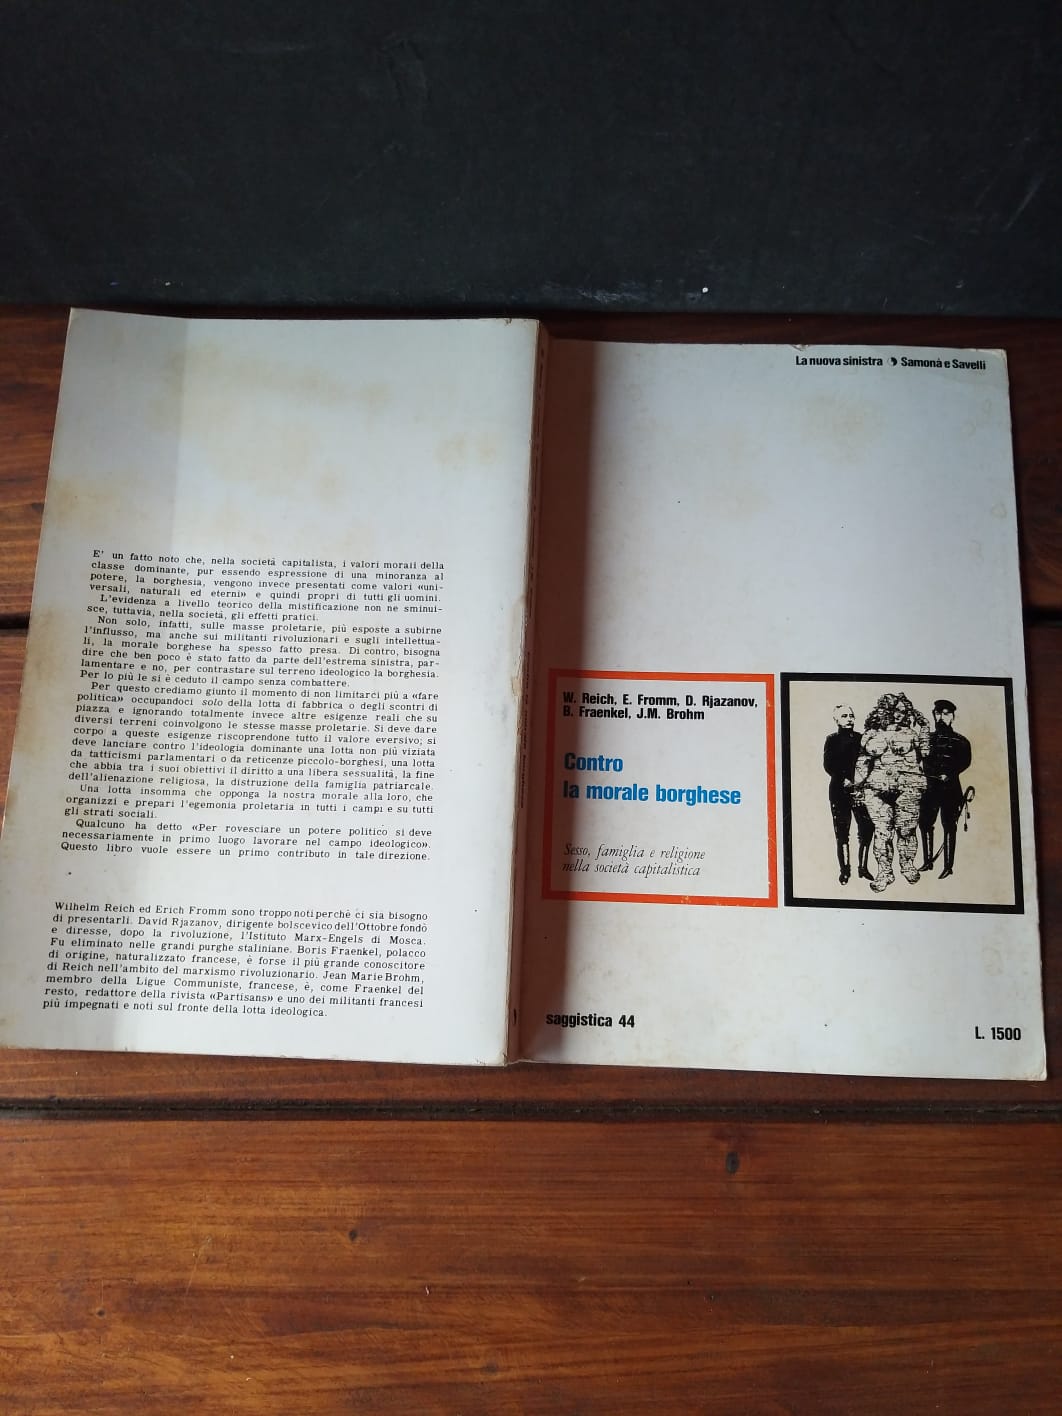 E' un fatto noto che, nella società capitalista, i valori morali della
classe dominante, pur essendo espressione di una minoranza al
potere, la borghesia, vengono invece presentati come valori «uni-
versali, naturali ed eterni» e quindi propri di tutti gli uomini.
L'evidenza a livello teorico della mistificazione non ne sminui-
sce, tuttavia, nella società, gli effetti pratici.
Non solo, infatti, sulle masse proletarie, più esposte a subirne
l'influsso, ma anche sui militanti rivoluzionari e sugli intellettua-
li, la morale borghese ha spesso fatto presa. Di contro, bisogna
dire che ben poco è stato fatto da parte dell'estrema sinistra, par-
lamentare e no, per contrastare sul terreno ideologico la borghesia.
Per lo più le si è ceduto il campo senza combattere.
Per questo crediamo giunto il momento di non limitarci più a «fare
politica» occupandoci solo della lotta di fabbrica o degli scontri di
piazza e ignorando totalmente invece altre esigenze reali che su
diversi terreni coinvolgono le stesse masse proletarie. Si deve dare
corpo a queste esigenze riscoprendone tutto il valore eversivo; si
deve lanciare contro l'ideologia dominante una lotta non più viziata
da tatticismi parlamentari o da reticenze piccolo-borghesi, una lotta
che abbia tra i suoi obiettivi il diritto a una libera sessualità, la fine
dell'alienazione religiosa, la distruzione della famiglia patriarcale.
Una lotta insomma che opponga la nostra morale alla loro, che
organizzi e prepari l'egemonia proletaria in tutti i campi e su tutti
gli strati sociali.
Qualcuno ha detto «Per rovesciare un potere politico si deve
necessariamente in primo luogo lavorare nel campo ideologico».
Questo libro vuole essere un primo contributo in tale direzione.
Wilhelm Reich ed Erich Fromm sono troppo noti perchè ci sia bisogno
di presentarli. David Rjazanov, dirigente bolscevico dell'Ottobre fondò
e diresse, dopo la rivoluzione, l'Istituto Marx-Engels di Mosca.
Fu eliminato nelle grandi purghe staliniane. Boris Fraenkel, polacco
di origine, naturalizzato francese, è forse il più grande conoscitore
di Reich nell'ambito del marxismo rivoluzionario. Jean Marie Brohm,
membro della Ligue Communiste, francese, è, come Fraenkel del
resto, redattore della rivista «Partisans» e uno dei militanti francesi
più impegnati e noti sul fronte della lotta ideologica.
La nuova sinistra Samonà e Savelli
W. Reich, E. Fromm, D. Rjazanov,
B. Fraenkel, J.M. Brohm
Contro
la morale borghese
Sesso, famiglia e religione
nella società capitalistica
saggistica 44
L. 1500